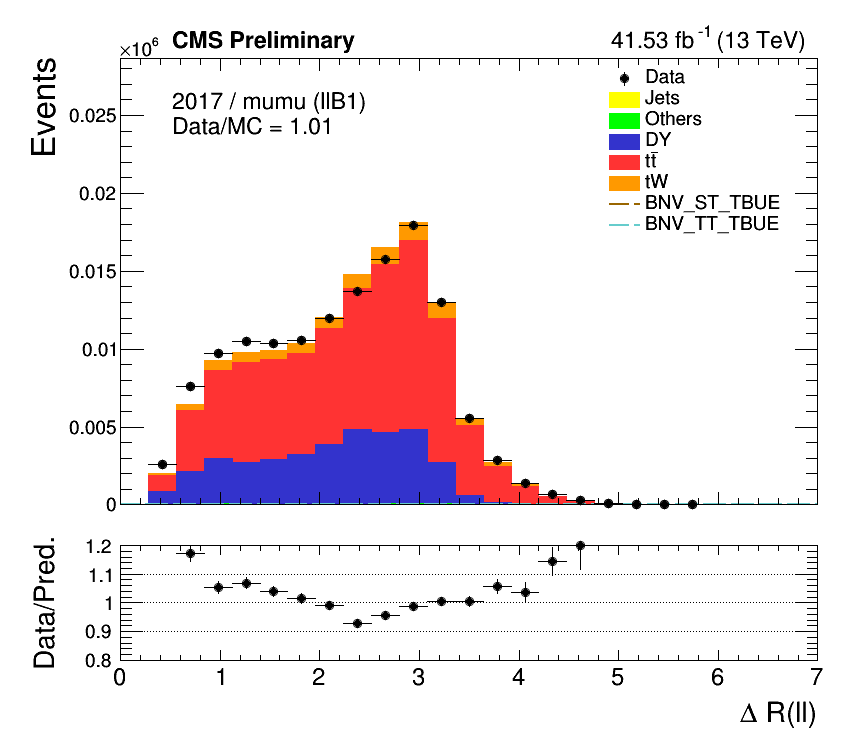 ×10⁶ CMS Preliminary 41.53 fb⁻¹ (13 TeV)
Events
2017 / mumu (llB1)
Data/MC = 1.01
Data
Jets
Others
DY
tt̄
tW
BNV_ST_TBUE
BNV_TT_TBUE
0.025
0.02
0.015
0.01
0.005
0
Data/Pred.
1.2
1.1
1
0.9
0.8
0 1 2 3 4 5 6 7
Δ R(ll)